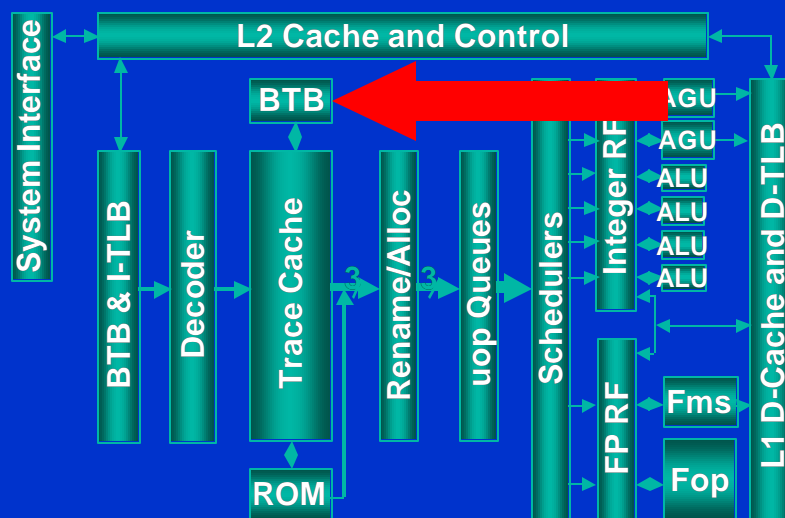 System Interface
L2 Cache and Control
BTB
BTB & I-TLB
Decoder
Trace Cache
ROM
3
Rename/Alloc
3
uop Queues
Schedulers
Integer RF
FP RF
AGU
AGU
ALU
ALU
ALU
ALU
Fms
Fop
L1 D-Cache and D-TLB